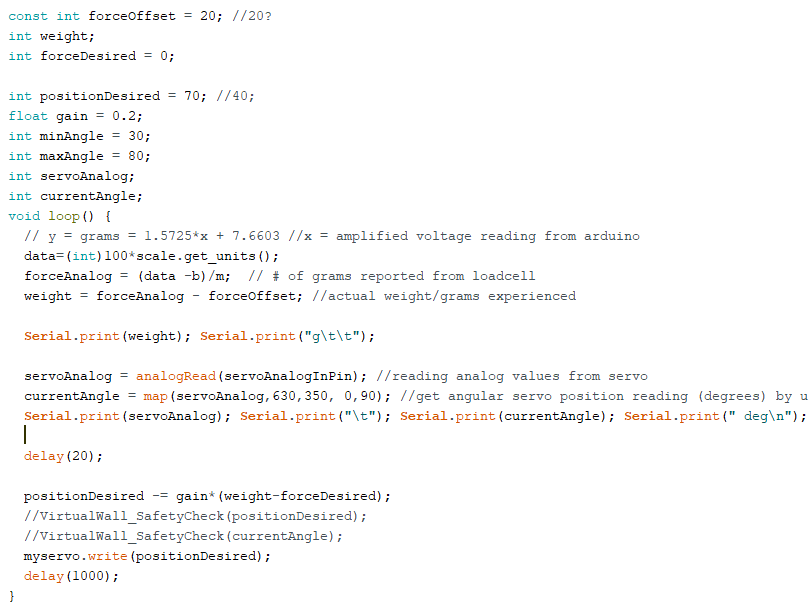 const int forceOffset = 20; //20?
int weight;
int forceDesired = 0;

int positionDesired = 70; //40;
float gain = 0.2;
int minAngle = 30;
int maxAngle = 80;
int servoAnalog;
int currentAngle;
void loop() {
  // y = grams = 1.5725*x + 7.6603 //x = amplified voltage reading from arduino
  data=(int)100*scale.get_units();
  forceAnalog = (data -b)/m;  // # of grams reported from loadcell
  weight = forceAnalog - forceOffset; //actual weight/grams experienced

  Serial.print(weight); Serial.print("g\t\t");

  servoAnalog = analogRead(servoAnalogInPin); //reading analog values from servo
  currentAngle = map(servoAnalog,630,350, 0,90); //get angular servo position reading (degrees) by u
  Serial.print(servoAnalog); Serial.print("\t"); Serial.print(currentAngle); Serial.print(" deg\n");

  delay(20);

  positionDesired -= gain*(weight-forceDesired);
  //VirtualWall_SafetyCheck(positionDesired);
  //VirtualWall_SafetyCheck(currentAngle);
  myservo.write(positionDesired);
  delay(1000);
}